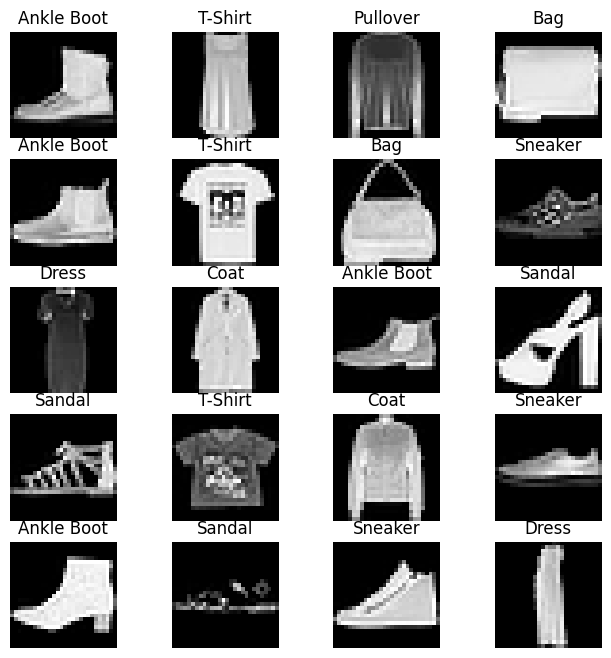 Ankle Boot T-Shirt Pullover Bag
Ankle Boot T-Shirt Bag Sneaker
Dress Coat Ankle Boot Sandal
Sandal T-Shirt Coat Sneaker
Ankle Boot Sandal Sneaker Dress